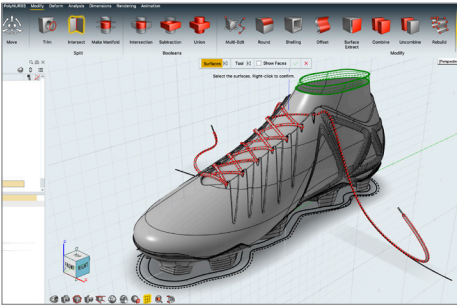 PolyNURBS Modify Deform Analysis Dimensions Rendering Animation
Move Trim Intersect Make Manifold Intersection Subtraction Union Multi-Edit Round Shelling Offset Surface Extract Combine Uncombine Rebuild
Split Booleans Modify
Surfaces Tool Show Faces
Select the surfaces. Right-click to confirm.
FRONT RIGHT